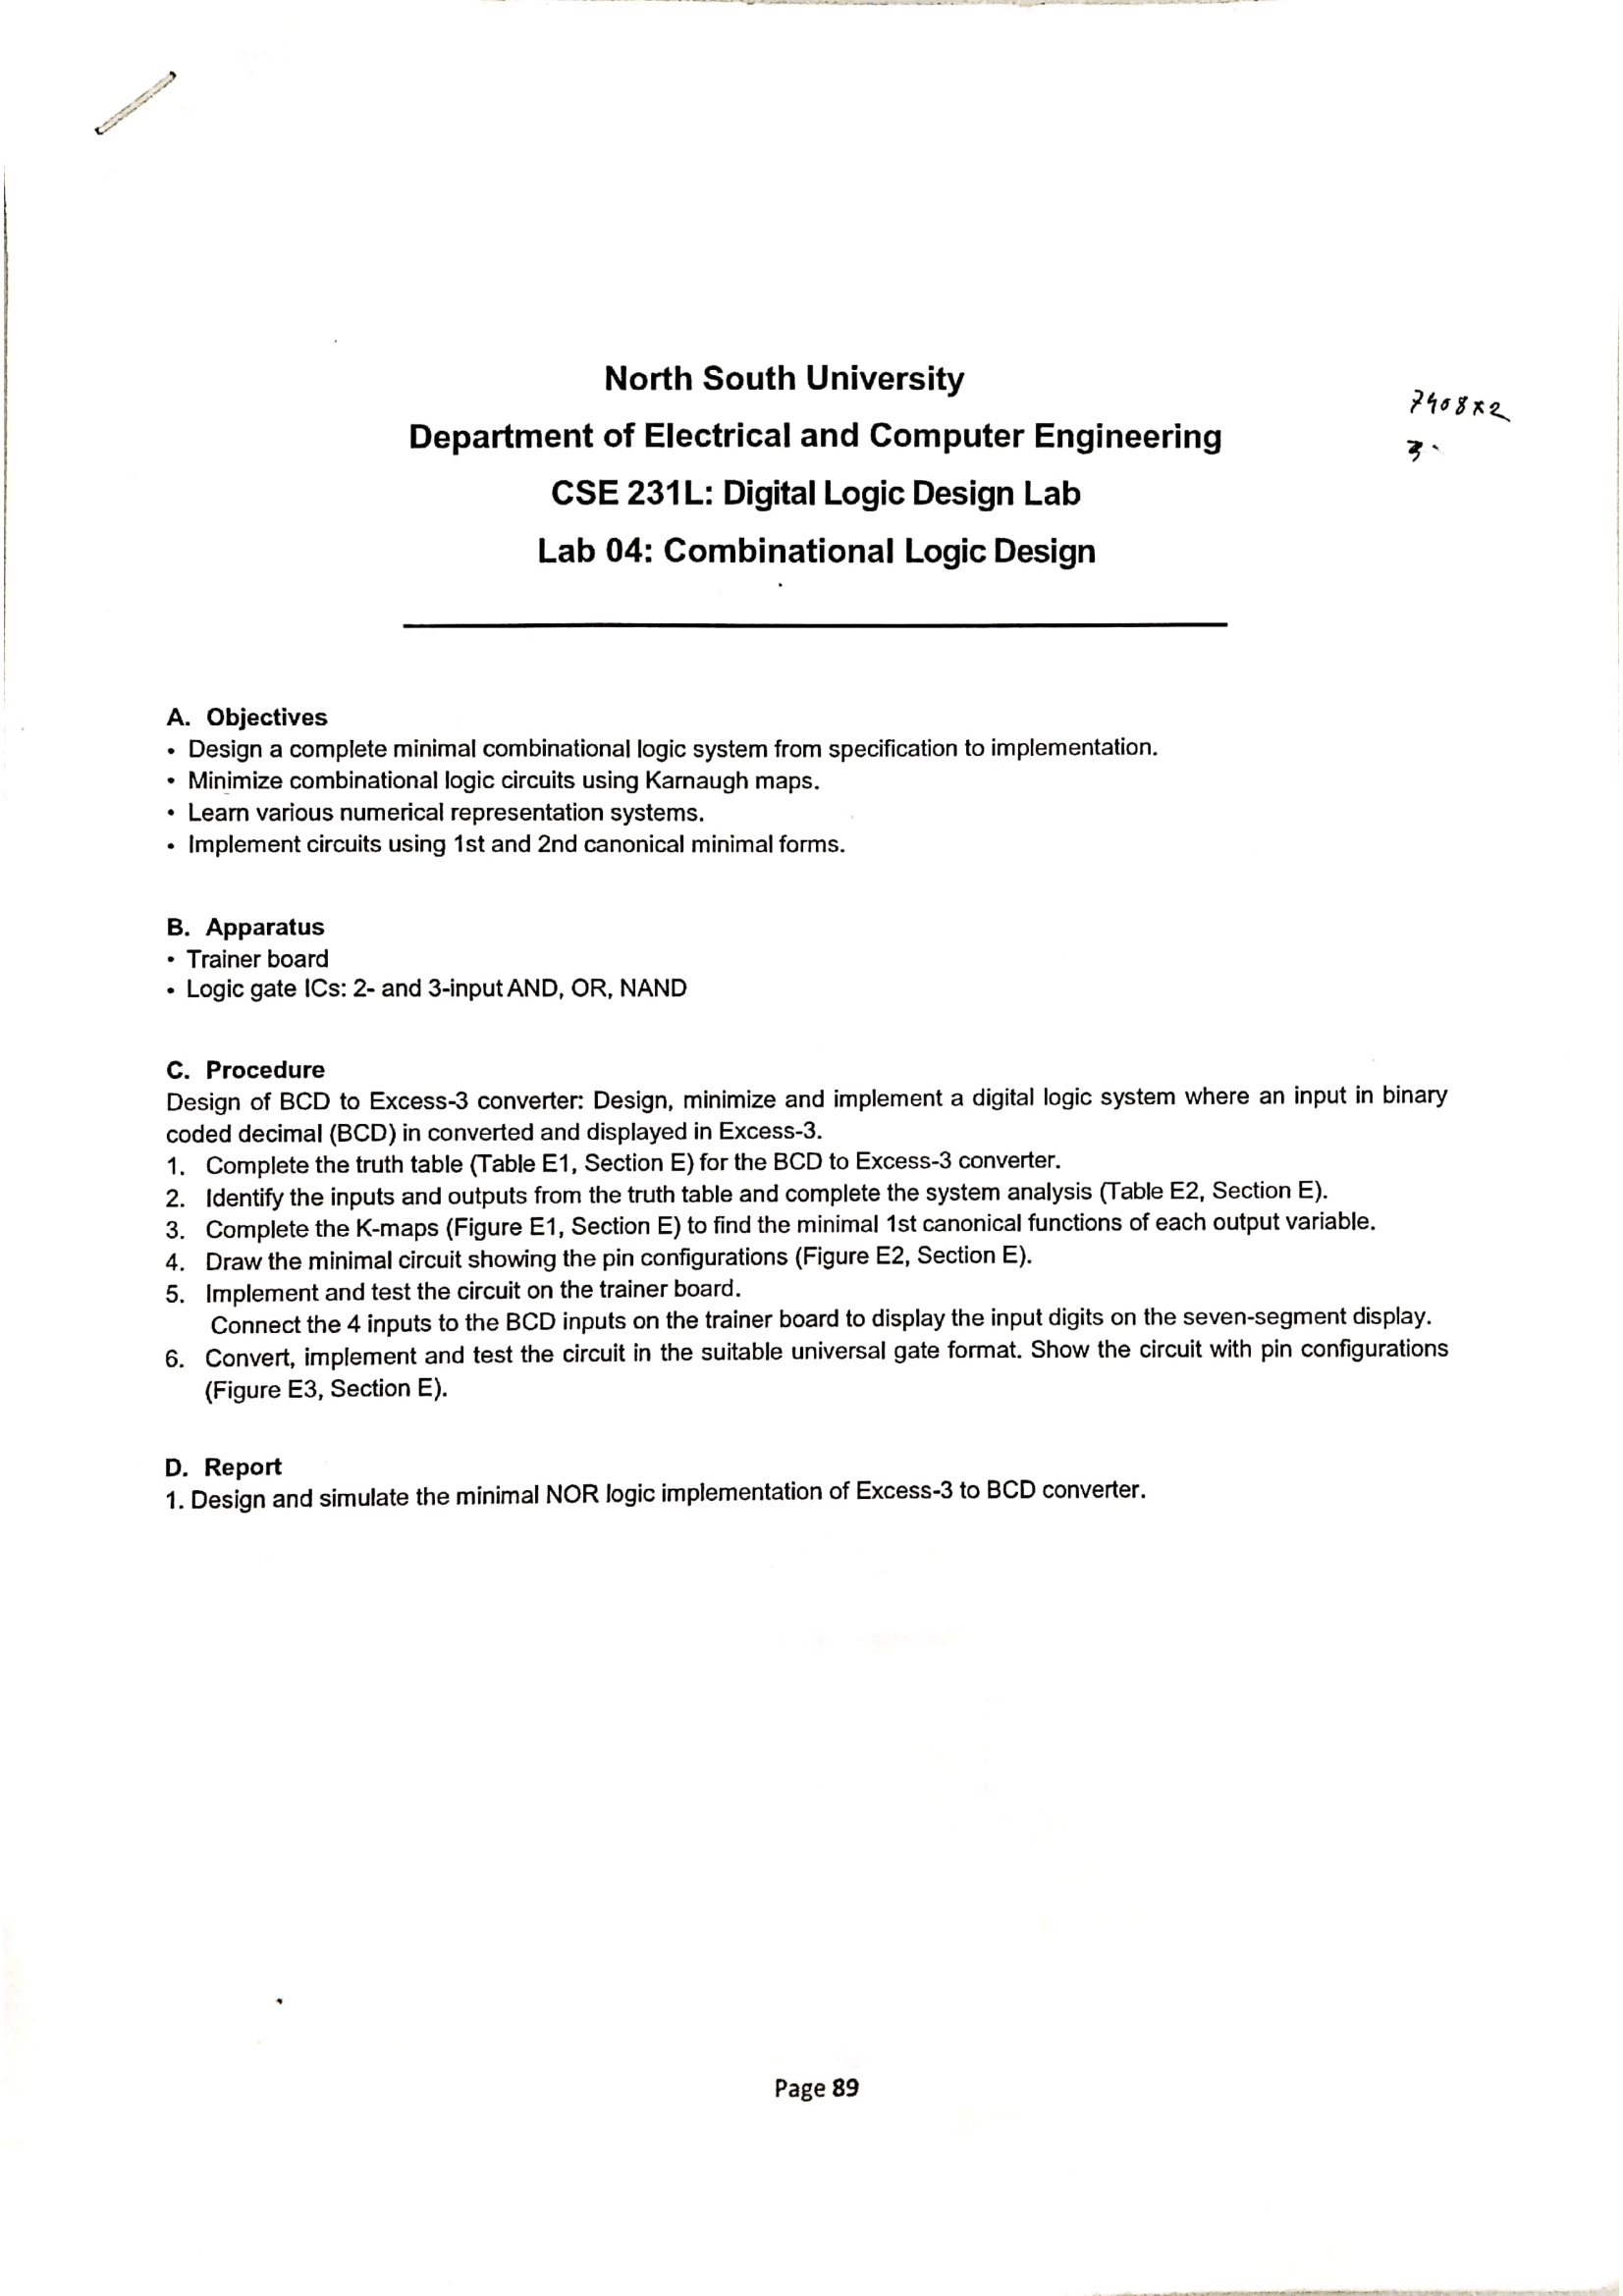 North South University
7408x2
Department of Electrical and Computer Engineering
3
CSE 231L: Digital Logic Design Lab
Lab 04: Combinational Logic Design
A. Objectives
• Design a complete minimal combinational logic system from specification to implementation.
• Minimize combinational logic circuits using Karnaugh maps.
• Learn various numerical representation systems.
• Implement circuits using 1st and 2nd canonical minimal forms.
B. Apparatus
• Trainer board
• Logic gate ICs: 2- and 3-input AND, OR, NAND
C. Procedure
Design of BCD to Excess-3 converter: Design, minimize and implement a digital logic system where an input in binary
coded decimal (BCD) in converted and displayed in Excess-3.
1. Complete the truth table (Table E1, Section E) for the BCD to Excess-3 converter.
2. Identify the inputs and outputs from the truth table and complete the system analysis (Table E2, Section E).
3. Complete the K-maps (Figure E1, Section E) to find the minimal 1st canonical functions of each output variable.
4. Draw the minimal circuit showing the pin configurations (Figure E2, Section E).
5. Implement and test the circuit on the trainer board.
Connect the 4 inputs to the BCD inputs on the trainer board to display the input digits on the seven-segment display.
6. Convert, implement and test the circuit in the suitable universal gate format. Show the circuit with pin configurations
(Figure E3, Section E).
D. Report
1. Design and simulate the minimal NOR logic implementation of Excess-3 to BCD converter.
Page 89